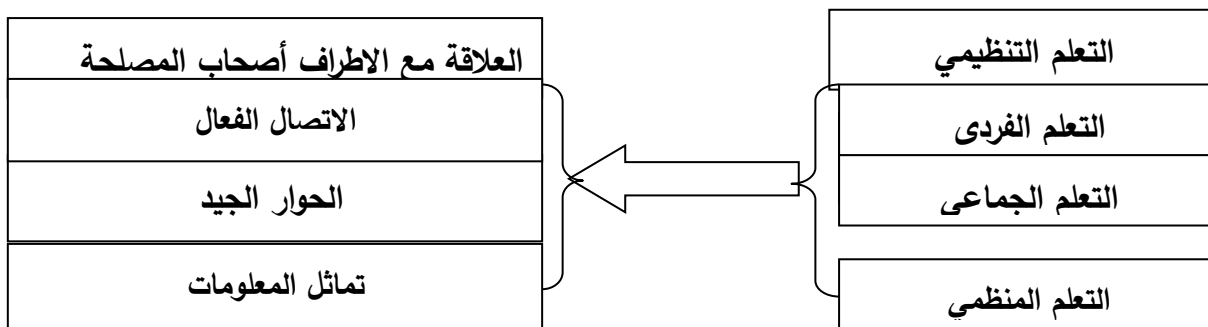 التعلم التنظيمي
التعلم الفردى
التعلم الجماعى
التعلم المنظمي
العلاقة مع الاطراف أصحاب المصلحة
الاتصال الفعال
الحوار الجيد
تماثل المعلومات